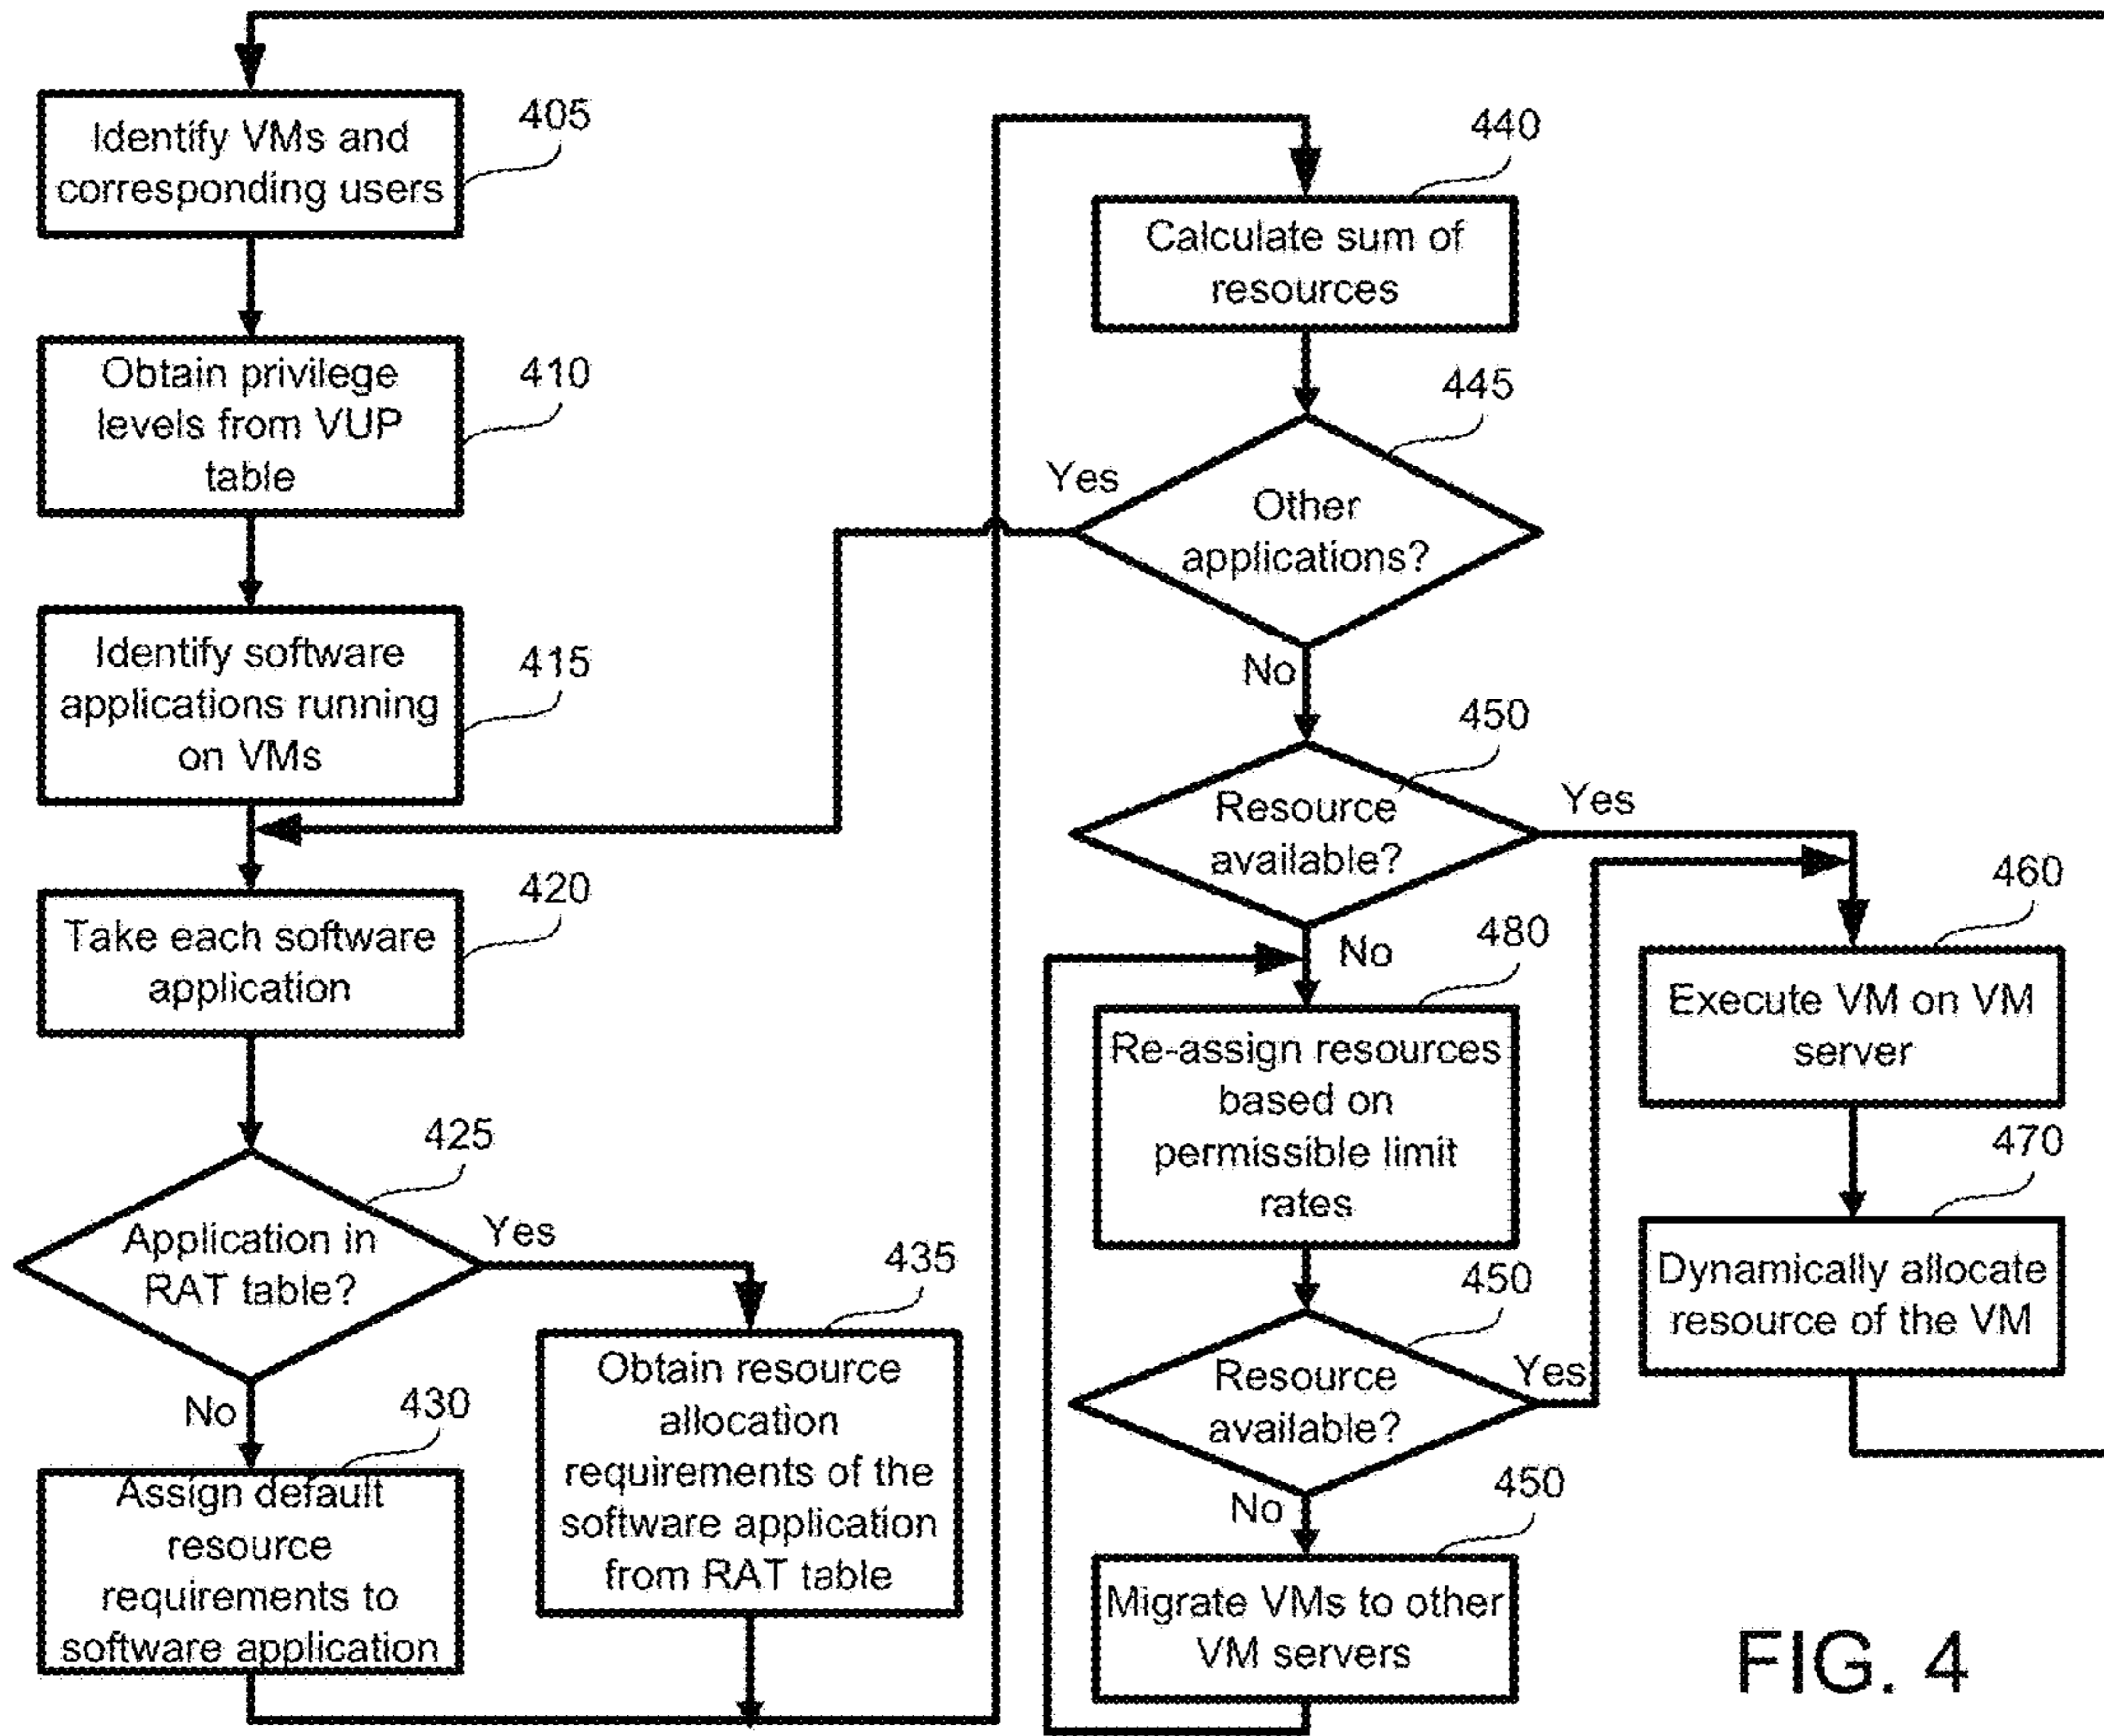 405
Identify VMs and
corresponding users
410
Obtain privilege
levels from VUP
table
415
Identify software
applications running
on VMs
420
Take each software
application
425
Application in
RAT table?
Yes
No
430
Assign default
resource
requirements to
software application
435
Obtain resource
allocation
requirements of the
software application
from RAT table
440
Calculate sum of
resources
445
Other
applications?
Yes
No
450
Resource
available?
Yes
No
480
Re-assign resources
based on
permissible limit
rates
450
Resource
available?
Yes
No
450
Migrate VMs to other
VM servers
460
Execute VM on VM
server
470
Dynamically allocate
resource of the VM
FIG. 4